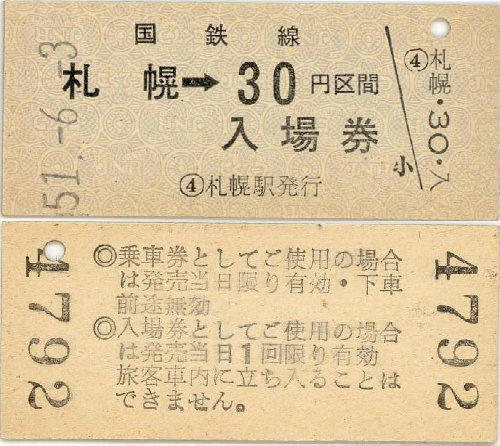 51.-6.-3
国鉄線
札幌→30円区間
入場券
④札幌駅発行
小
④札幌・30・入
4792
◎乗車券としてご使用の場合
は発売当日限り有効・下車
前途無効
◎入場券としてご使用の場合
は発売当日1回限り有効
旅客車内に立ち入ることは
できません。
4792